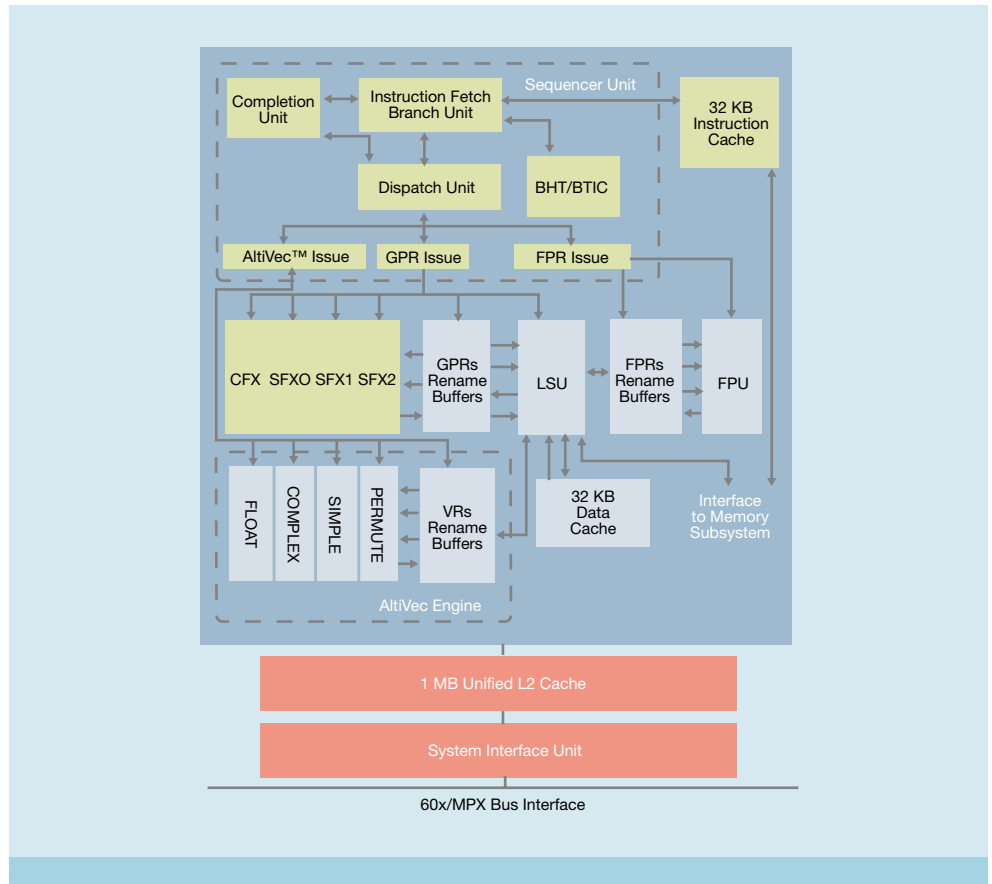 Sequencer Unit
Completion
Unit
Instruction Fetch
Branch Unit
32 KB
Instruction
Cache
Dispatch Unit
BHT/BTIC
AltiVec™ Issue
GPR Issue
FPR Issue
CFX SFXO SFX1 SFX2
GPRs
Rename
Buffers
LSU
FPRs
Rename
Buffers
FPU
FLOAT
COMPLEX
SIMPLE
PERMUTE
VRs
Rename
Buffers
32 KB
Data
Cache
Interface
to Memory
Subsystem
AltiVec Engine
1 MB Unified L2 Cache
System Interface Unit
60x/MPX Bus Interface